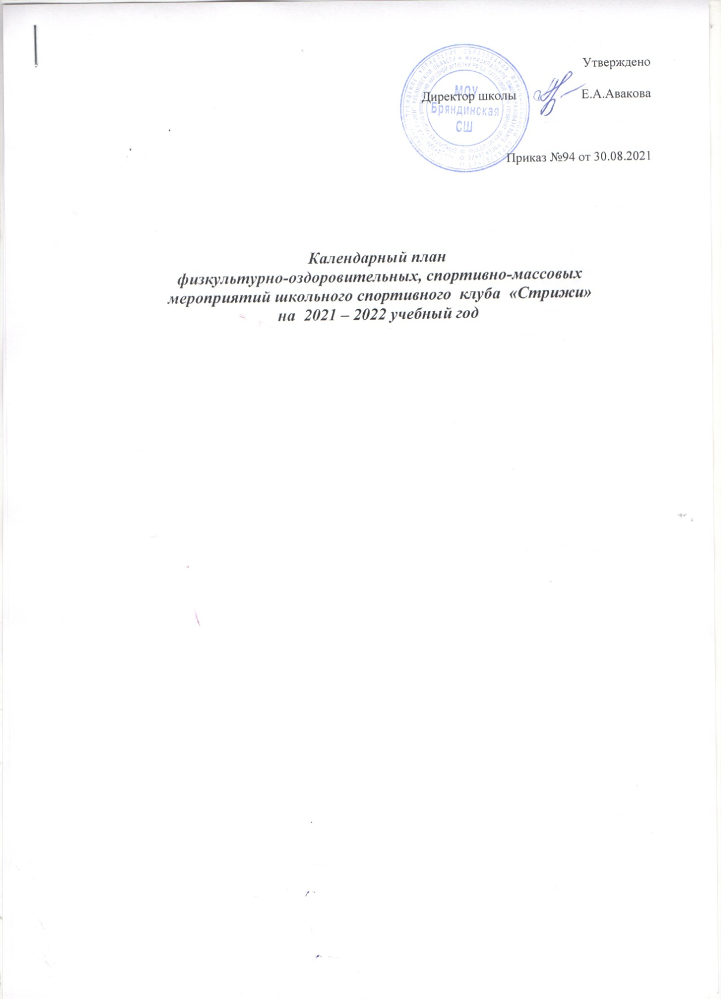 Утверждено
Директор школы Е.А.Авакова
МОУ
Бряндинская
СШ
Приказ №94 от 30.08.2021
Календарный план
физкультурно-оздоровительных, спортивно-массовых
мероприятий школьного спортивного клуба «Стрижи»
на 2021 – 2022 учебный год